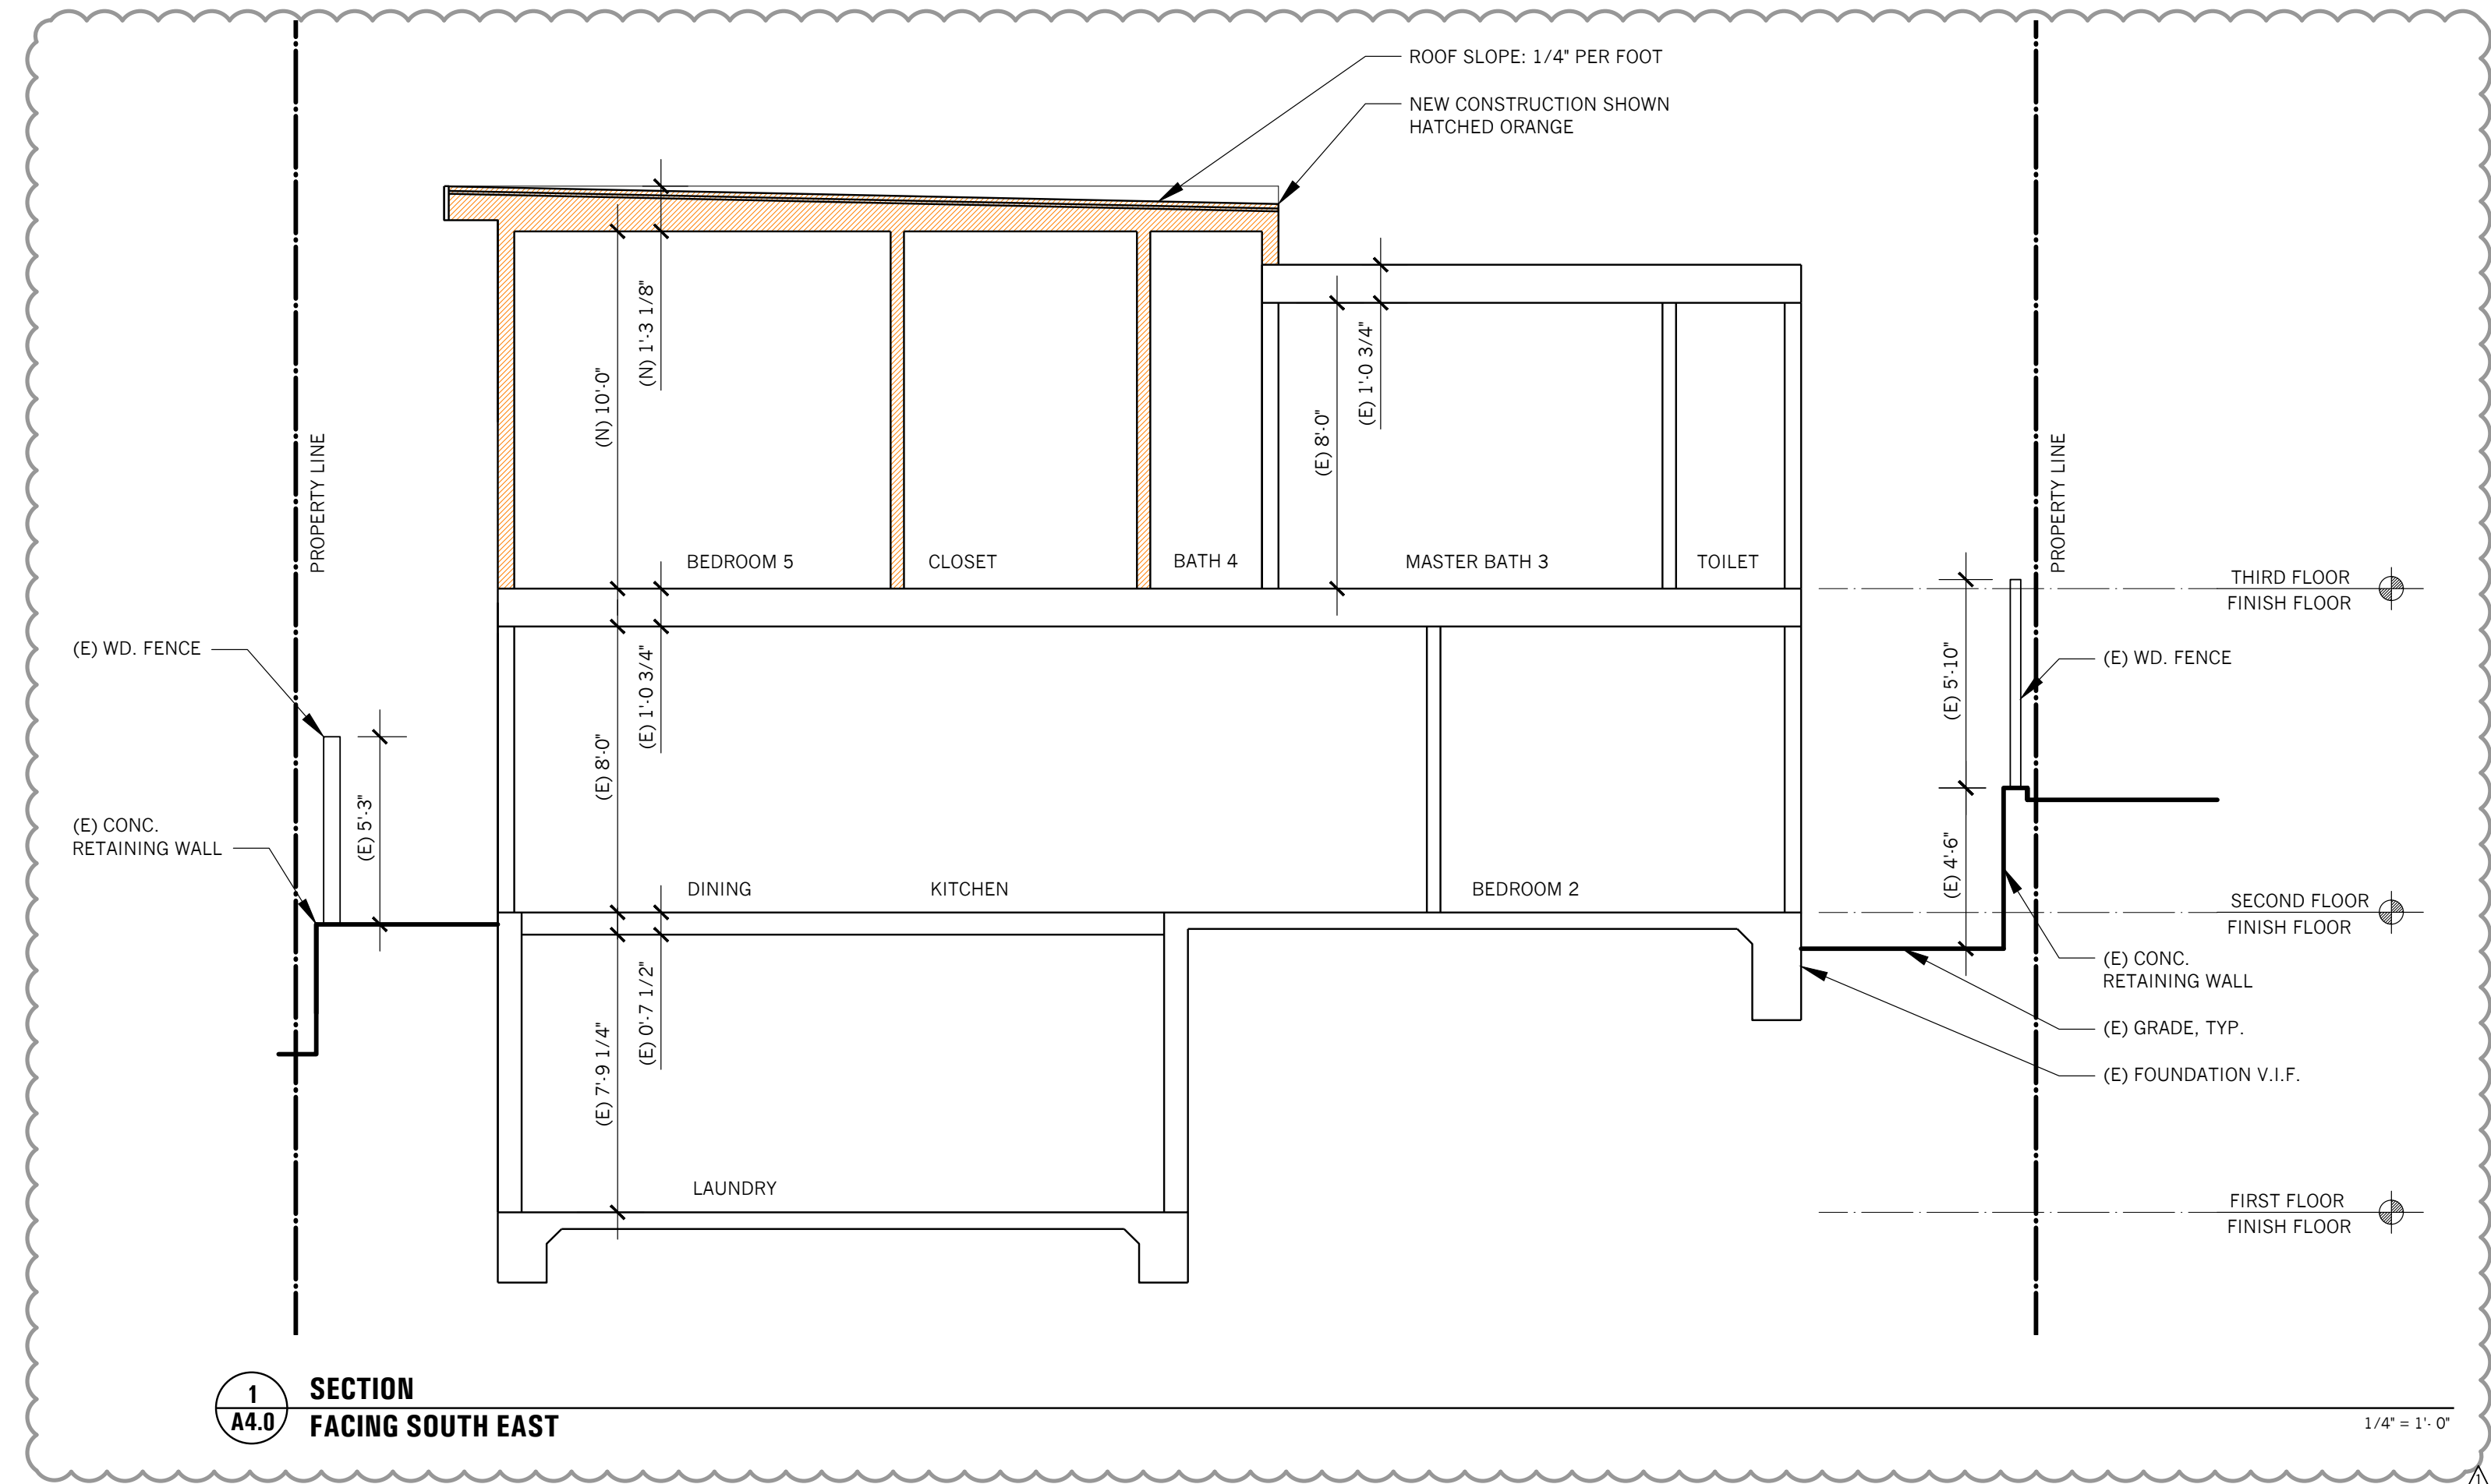 ROOF SLOPE: 1/4" PER FOOT
NEW CONSTRUCTION SHOWN
HATCHED ORANGE
(N) 1'-3 1/8"
(N) 10'-0"
(E) 1'-0 3/4"
(E) 8'-0"
PROPERTY LINE
PROPERTY LINE
BEDROOM 5
CLOSET
BATH 4
MASTER BATH 3
TOILET
THIRD FLOOR
FINISH FLOOR
(E) WD. FENCE
(E) 1'-0 3/4"
(E) 8'-0"
(E) 5'-10"
(E) WD. FENCE
(E) CONC.
RETAINING WALL
(E) 5'-3"
(E) 4'-6"
DINING
KITCHEN
BEDROOM 2
SECOND FLOOR
FINISH FLOOR
(E) CONC.
RETAINING WALL
(E) 0'-7 1/2"
(E) 7'-9 1/4"
(E) GRADE, TYP.
(E) FOUNDATION V.I.F.
LAUNDRY
FIRST FLOOR
FINISH FLOOR
1
A4.0
SECTION
FACING SOUTH EAST
1/4" = 1'- 0"